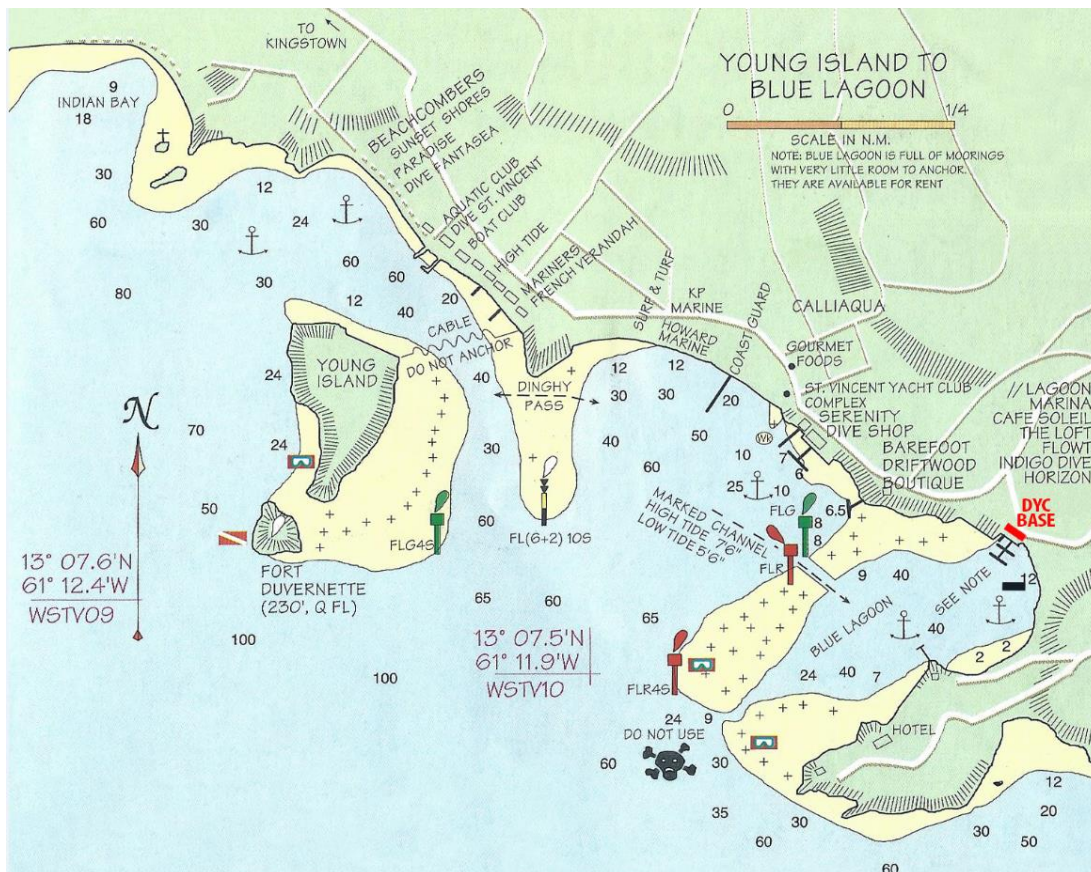 TO
KINGSTOWN
YOUNG ISLAND TO
BLUE LAGOON
0 1/4
SCALE IN N.M.
NOTE: BLUE LAGOON IS FULL OF MOORINGS
WITH VERY LITTLE ROOM TO ANCHOR.
THEY ARE AVAILABLE FOR RENT
9
INDIAN BAY
18
30
60
80
30
12
24
30
60
12
60
40
20
BEACHCOMBERS
SUNSET SHORES
PARADISE
DIVE FANTASEA
AQUATIC CLUB
DIVE ST. VINCENT
BOAT CLUB
HIGH TIDE
MARINERS
FRENCH VERANDAH
SURF & TURF
KP
MARINE
HOWARD
MARINE
COAST GUARD
CALLIAQUA
GOURMET
FOODS
ST. VINCENT YACHT CLUB
COMPLEX
SERENITY
DIVE SHOP
BAREFOOT
DRIFTWOOD
BOUTIQUE
// LAGOON
MARINA
CAFE SOLEIL
THE LOFT
FLOWT
INDIGO DIVE
HORIZON
DYC
BASE
CABLE
DO NOT ANCHOR
YOUNG
ISLAND
24
24
N
70
50
40
DINGHY
PASS
30
60
12
12
30
30
40
50
60
20
10
25
10
7
6
6.5
FLG
8
8
FLR
MARKED CHANNEL
HIGH TIDE 7'6"
LOW TIDE 5'6"
FLG4S
FL(6+2) 10S
13° 07.6'N
61° 12.4'W
WSTV09
FORT
DUVERNETTE
(230', Q FL)
100
100
65
60
65
13° 07.5'N
61° 11.9'W
WSTV10
FLR4S
9
40
SEE NOTE
12
BLUE LAGOON
40
2
2
24
40
7
24
9
DO NOT USE
60
30
35
60
30
HOTEL
12
20
30
50
60